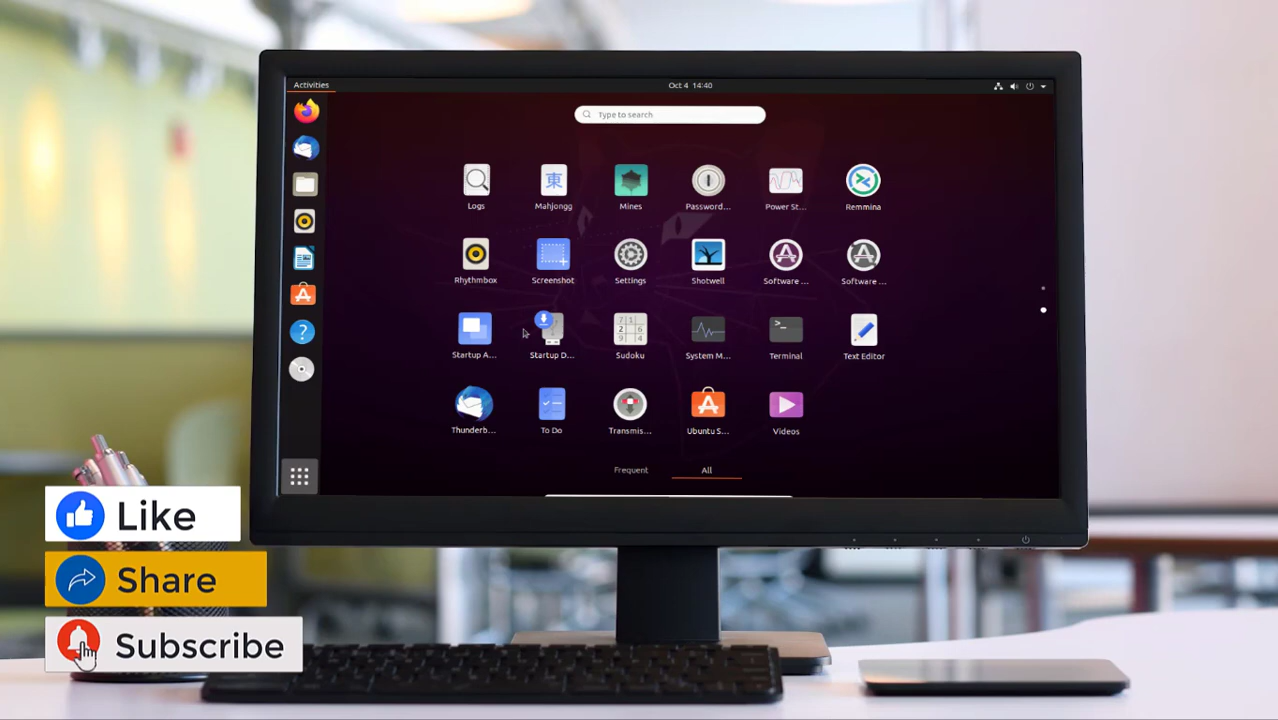 Activities
Oct 4 14:40
Type to search
Logs
Mahjongg
Mines
Password...
Power St...
Remmina
Rhythmbox
Screenshot
Settings
Shotwell
Software ...
Software ...
Startup A...
Startup D...
Sudoku
System M...
Terminal
Text Editor
Thunderb...
To Do
Transmis...
Ubuntu S...
Videos
Frequent
All
Like
Share
Subscribe